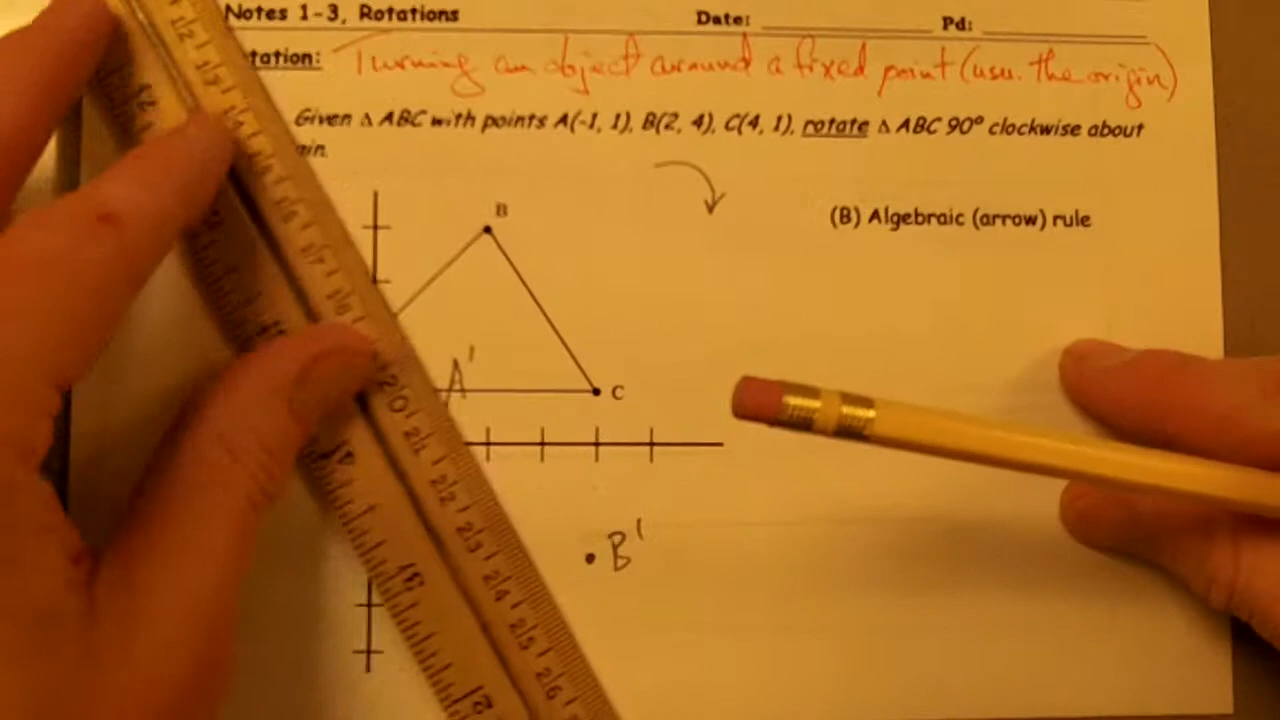 Notes 1-3, Rotations Date: Pd:
tation: Turning an object around a fixed point (usu. the origin)
Given Δ ABC with points A(-1, 1), B(2, 4), C(4, 1), rotate Δ ABC 90° clockwise about
gin.
(B) Algebraic (arrow) rule
B
A'
C
B'